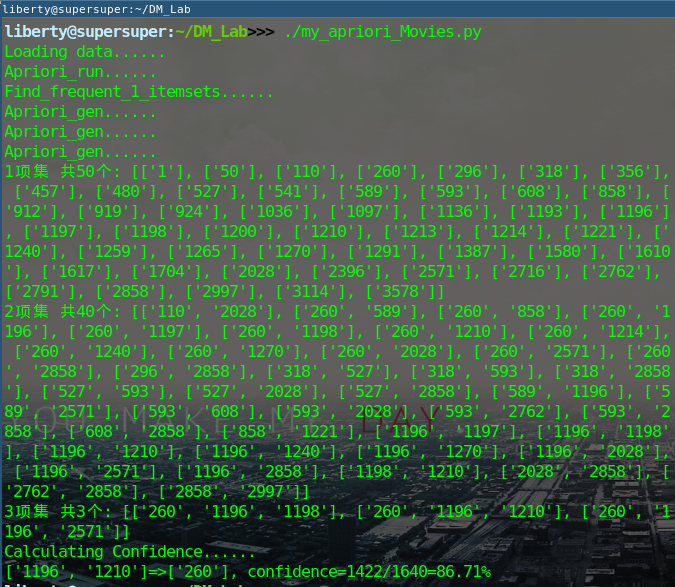 liberty@supersuper:~/DM_Lab
liberty@supersuper:~/DM_Lab>>> ./my_apriori_Movies.py
Loading data......
Apriori_run......
Find_frequent_1_itemsets......
Apriori_gen......
Apriori_gen......
Apriori_gen......
1项集 共50个: [['1'], ['50'], ['110'], ['260'], ['296'], ['318'], ['356'],
['457'], ['480'], ['527'], ['541'], ['589'], ['593'], ['608'], ['858'], [
'912'], ['919'], ['924'], ['1036'], ['1097'], ['1136'], ['1193'], ['1196']
, ['1197'], ['1198'], ['1200'], ['1210'], ['1213'], ['1214'], ['1221'], ['
1240'], ['1259'], ['1265'], ['1270'], ['1291'], ['1387'], ['1580'], ['1610
'], ['1617'], ['1704'], ['2028'], ['2396'], ['2571'], ['2716'], ['2762'],
['2791'], ['2858'], ['2997'], ['3114'], ['3578']]
2项集 共40个: [['110', '2028'], ['260', '589'], ['260', '858'], ['260', '1
196'], ['260', '1197'], ['260', '1198'], ['260', '1210'], ['260', '1214'],
['260', '1240'], ['260', '1270'], ['260', '2028'], ['260', '2571'], ['260
', '2858'], ['296', '2858'], ['318', '527'], ['318', '593'], ['318', '2858
'], ['527', '593'], ['527', '2028'], ['527', '2858'], ['589', '1196'], ['5
89', '2571'], ['593', '608'], ['593', '2028'], ['593', '2762'], ['593', '2
858'], ['608', '2858'], ['858', '1221'], ['1196', '1197'], ['1196', '1198'
], ['1196', '1210'], ['1196', '1240'], ['1196', '1270'], ['1196', '2028'],
['1196', '2571'], ['1196', '2858'], ['1198', '1210'], ['2028', '2858'], [
'2762', '2858'], ['2858', '2997']]
3项集 共3个: [['260', '1196', '1198'], ['260', '1196', '1210'], ['260', '1
196', '2571']]
Calculating Confidence......
['1196', '1210']=>['260'], confidence=1422/1640=86.71%